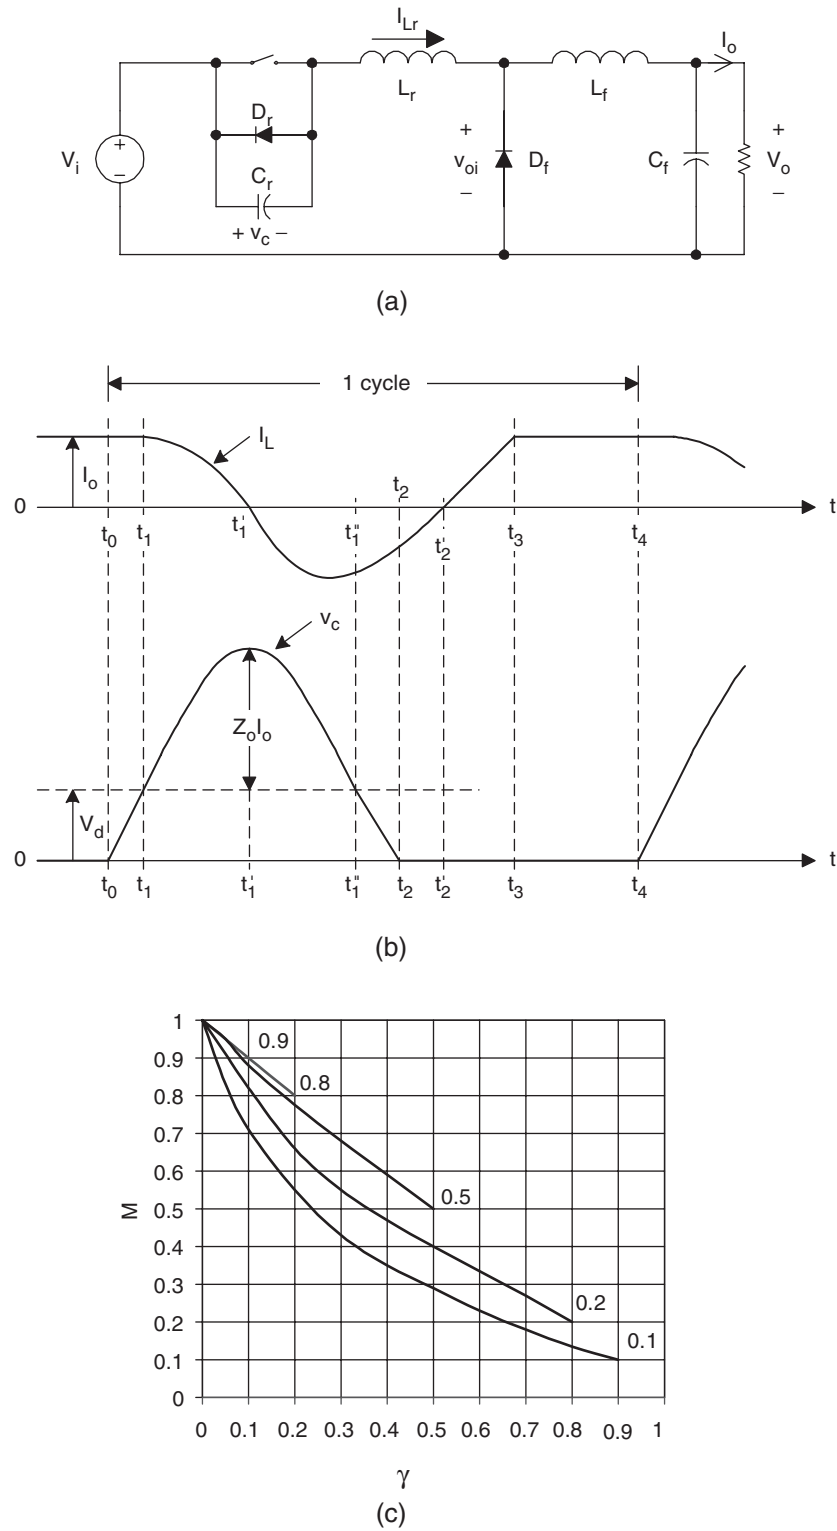 I_Lr
I_o
L_r
L_f
D_r
+
V_i
+
−
v_oi
−
D_f
C_f
+
V_o
−
C_r
+ v_c −
(a)
1 cycle
I_L
I_o
t_2
0
t
t_0 t_1 t_1' t_1'' t_2' t_3 t_4
v_c
Z_oI_o
V_d
0
t
t_0 t_1 t_1' t_1'' t_2 t_2' t_3 t_4
(b)
1
0.9
0.9
0.8
0.8
0.7
0.6
0.5
0.5
M
0.4
0.3
0.2
0.2
0.1
0.1
0
0 0.1 0.2 0.3 0.4 0.5 0.6 0.7 0.8 0.9 1
γ
(c)